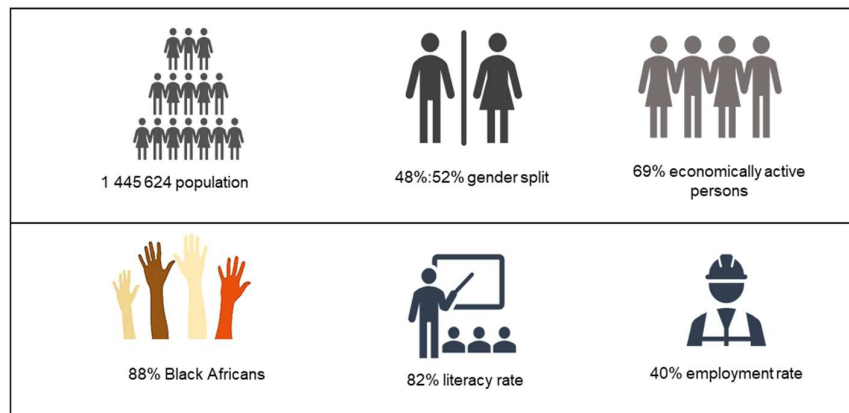 1 445 624 population
48%:52% gender split
69% economically active
persons
88% Black Africans
82% literacy rate
40% employment rate